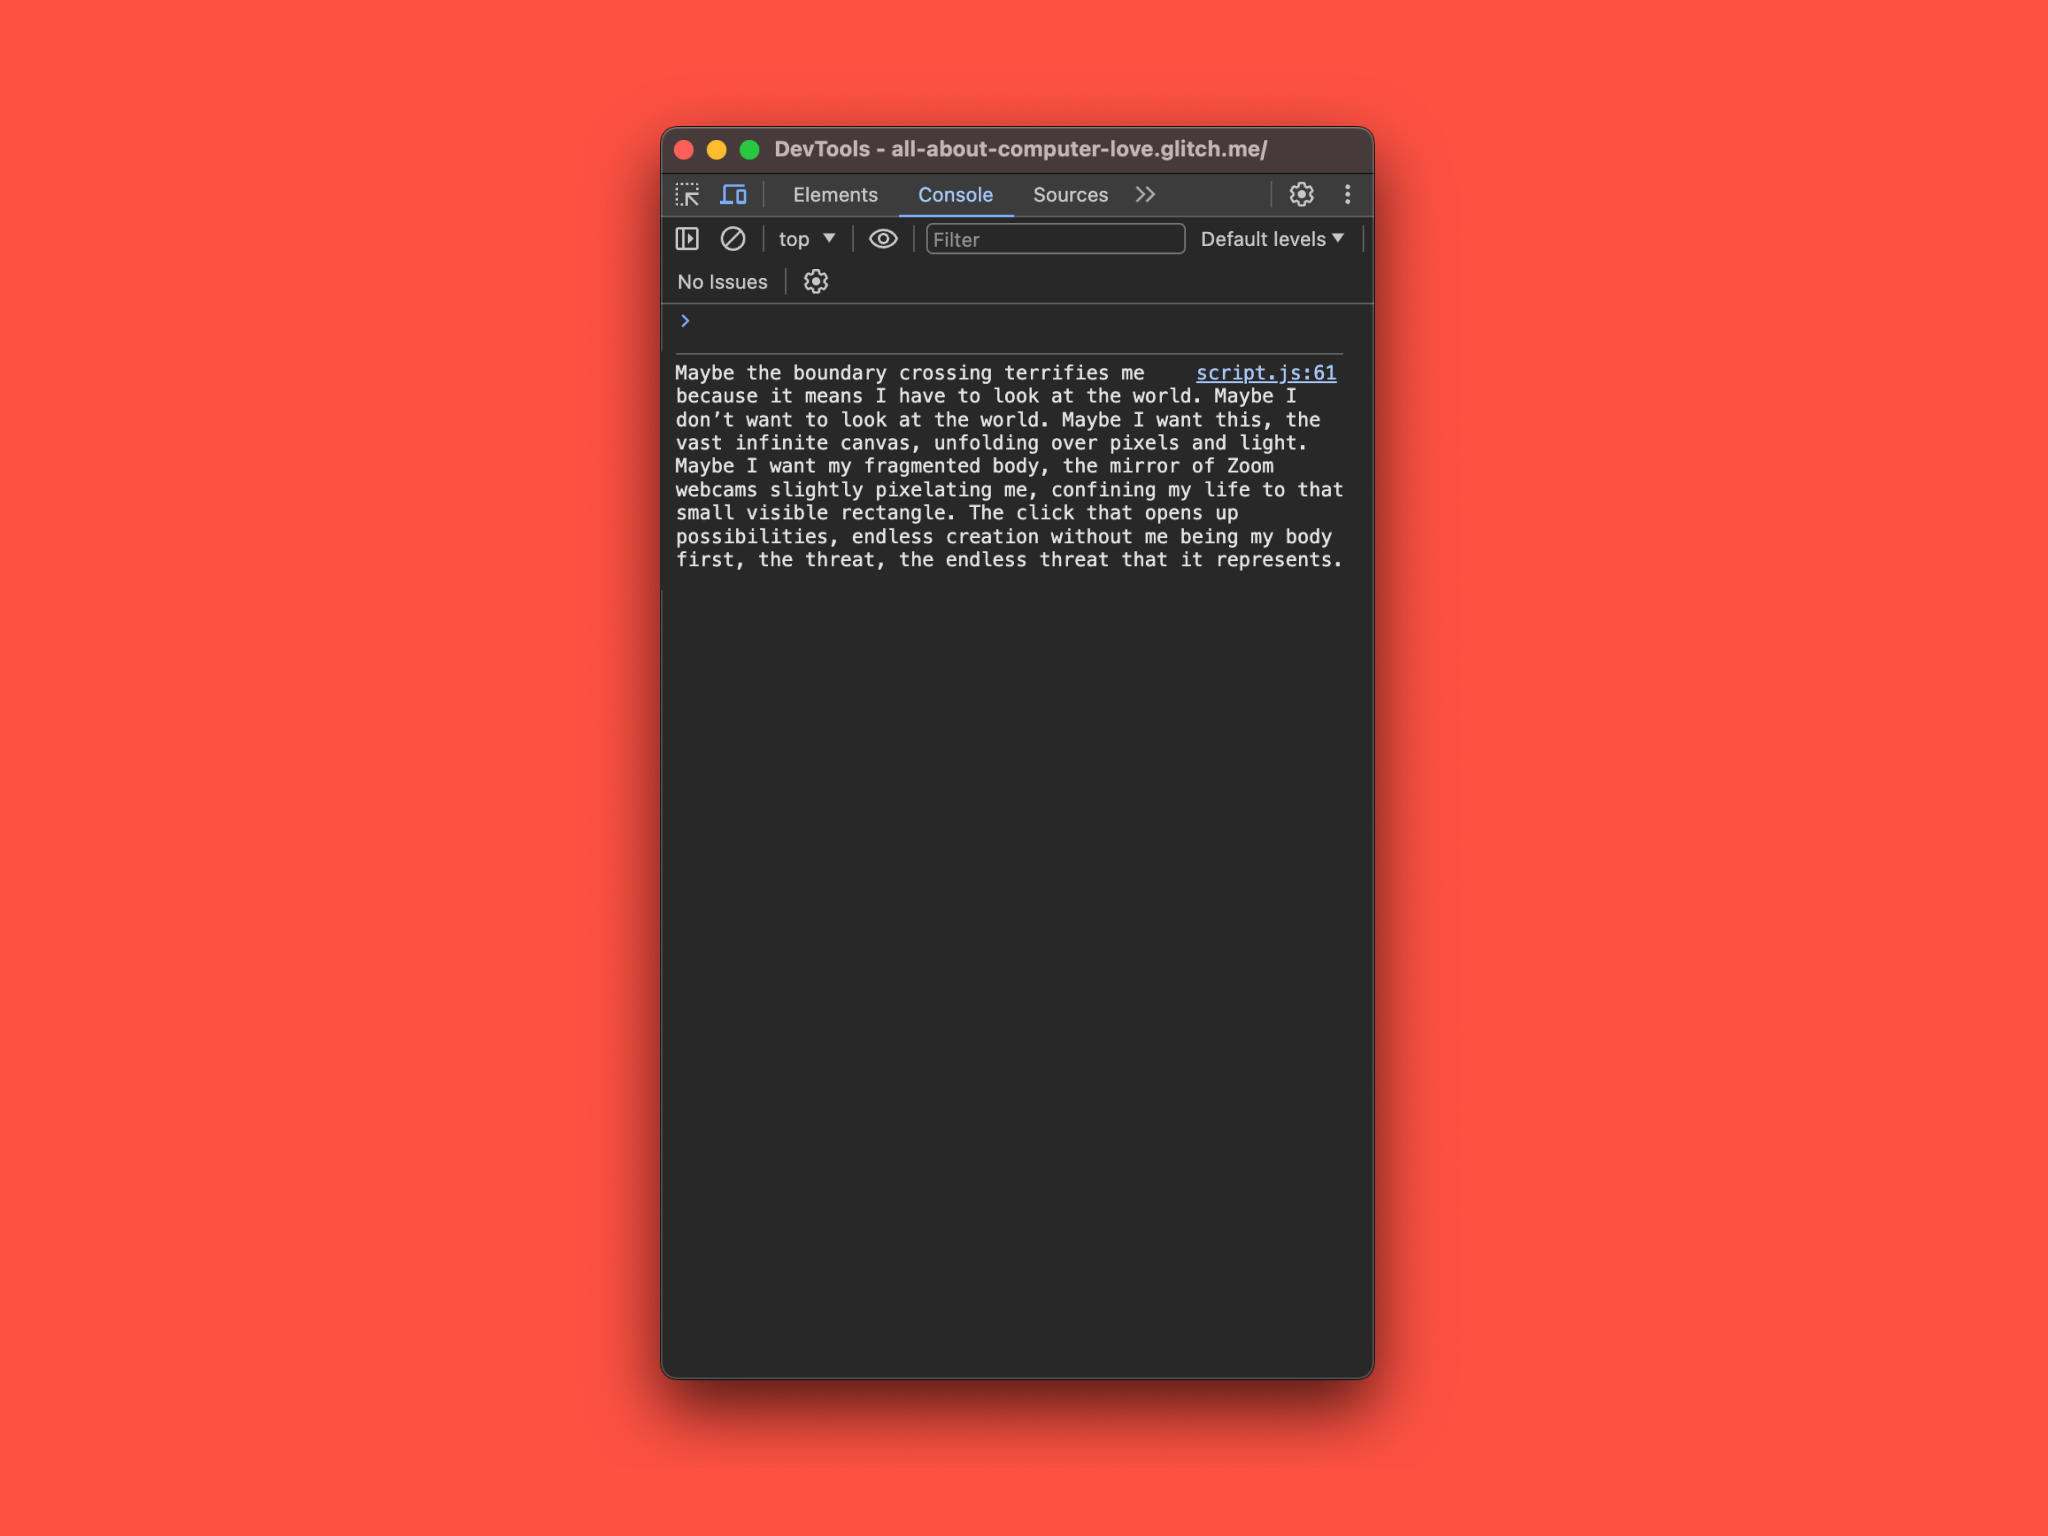 DevTools - all-about-computer-love.glitch.me/
Elements Console Sources
top Filter Default levels
No Issues
Maybe the boundary crossing terrifies me script.js:61
because it means I have to look at the world. Maybe I
don’t want to look at the world. Maybe I want this, the
vast infinite canvas, unfolding over pixels and light.
Maybe I want my fragmented body, the mirror of Zoom
webcams slightly pixelating me, confining my life to that
small visible rectangle. The click that opens up
possibilities, endless creation without me being my body
first, the threat, the endless threat that it represents.